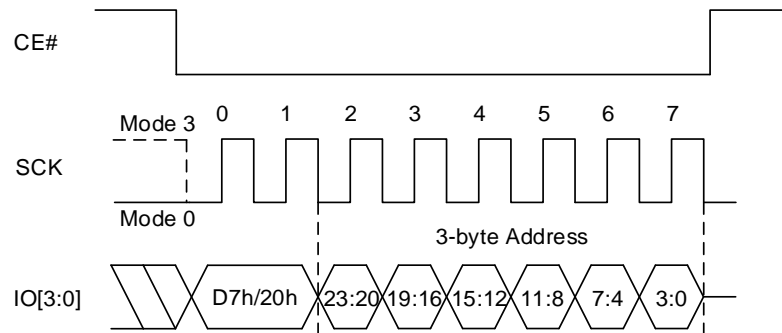 CE#
0 1 2 3 4 5 6 7
Mode 3
SCK
Mode 0
3-byte Address
IO[3:0] D7h/20h 23:20 19:16 15:12 11:8 7:4 3:0